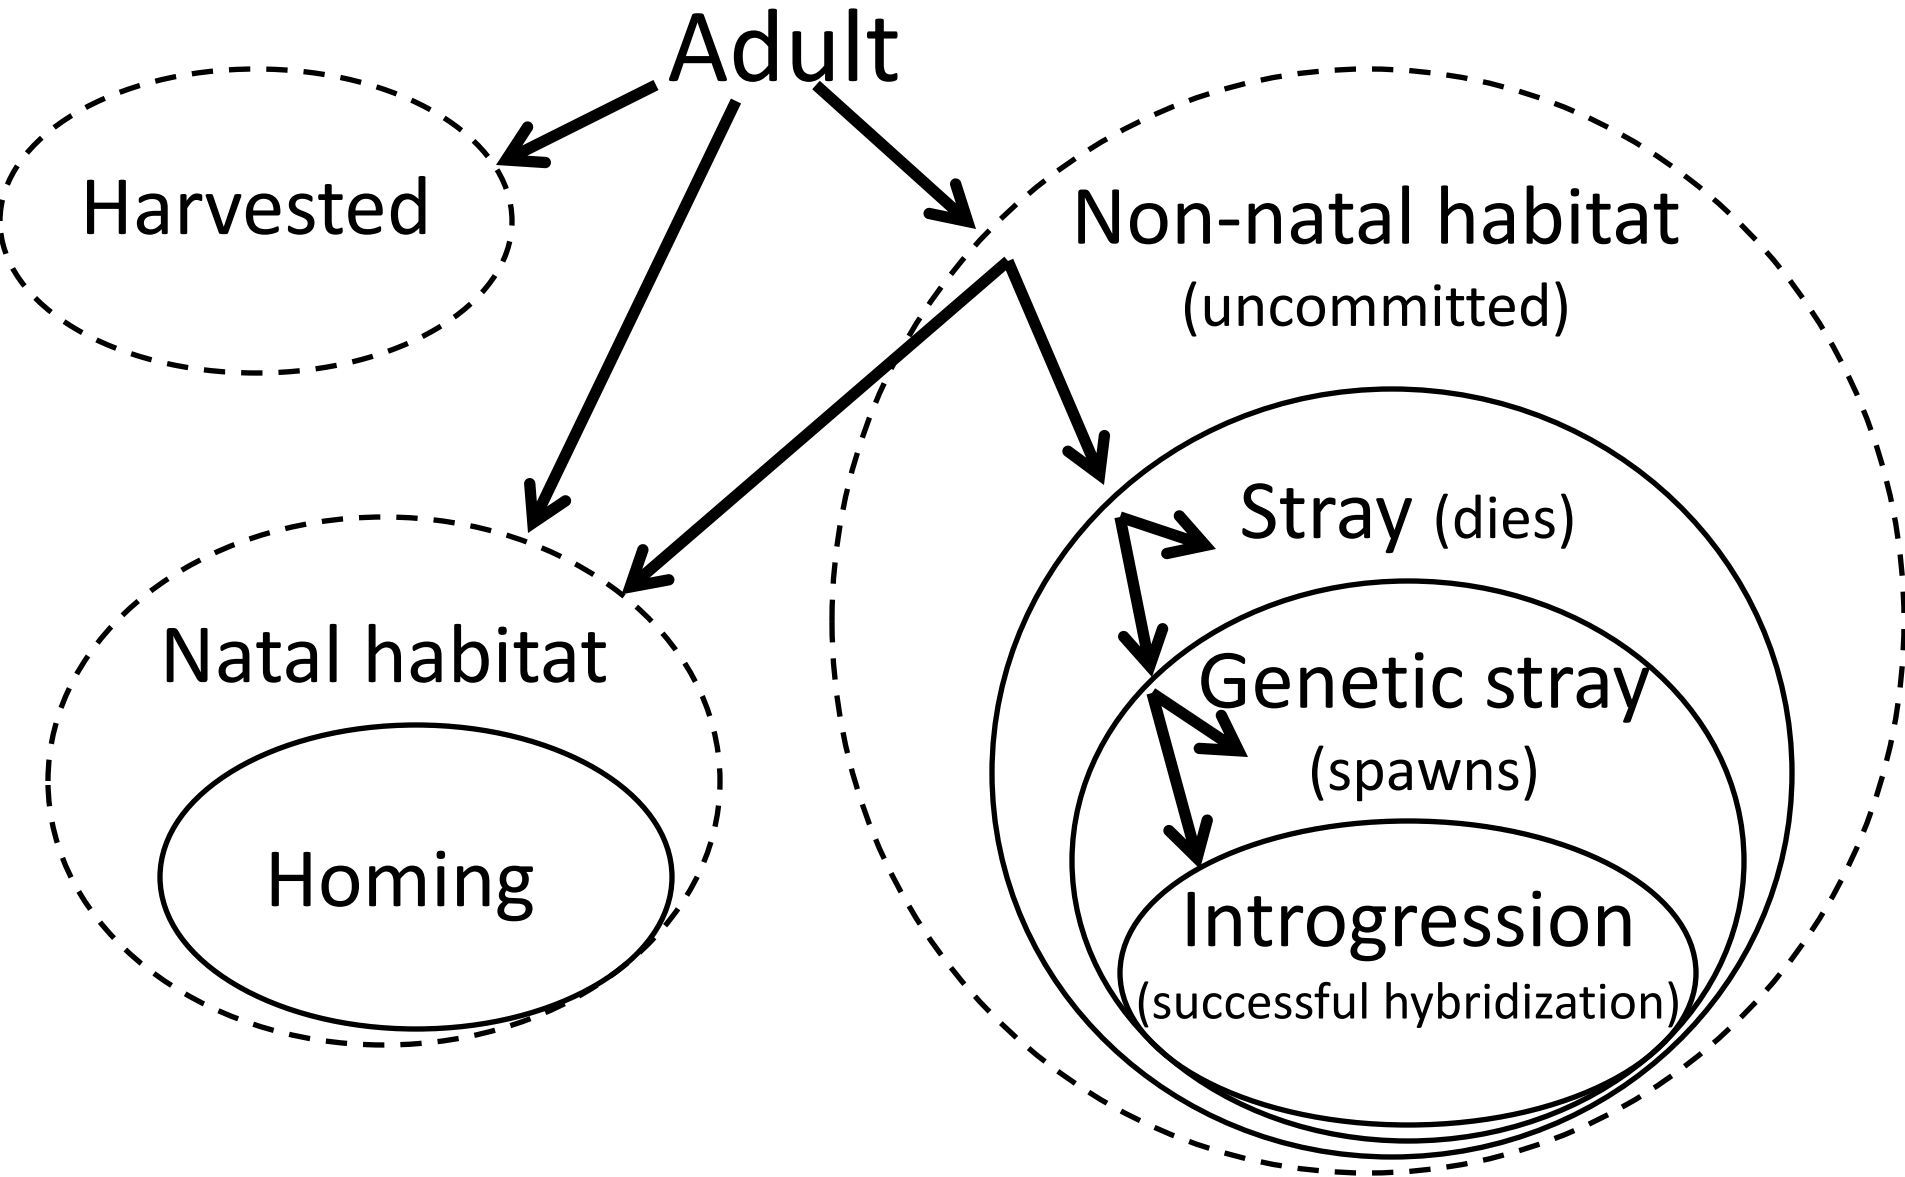 Adult
Harvested
Non-natal habitat
(uncommitted)
Stray (dies)
Natal habitat
Genetic stray
(spawns)
Homing
Introgression
(successful hybridization)